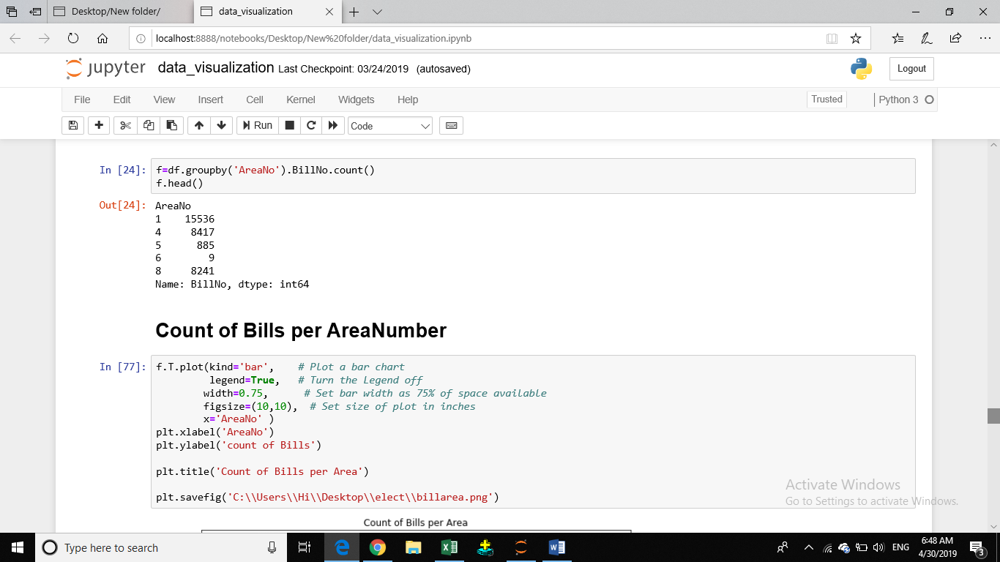 Desktop/New folder/
data_visualization
localhost:8888/notebooks/Desktop/New%20folder/data_visualization.ipynb
jupyter data_visualization Last Checkpoint: 03/24/2019 (autosaved)
Logout
File Edit View Insert Cell Kernel Widgets Help
Trusted
Python 3
Run
Code
In [24]: f=df.groupby('AreaNo').BillNo.count()
f.head()
Out[24]: AreaNo
1 15536
4 8417
5 885
6 9
8 8241
Name: BillNo, dtype: int64
Count of Bills per AreaNumber
In [77]: f.T.plot(kind='bar', # Plot a bar chart
legend=True, # Turn the Legend off
width=0.75, # Set bar width as 75% of space available
figsize=(10,10), # Set size of plot in inches
x='AreaNo' )
plt.xlabel('AreaNo')
plt.ylabel('count of Bills')
plt.title('Count of Bills per Area')
plt.savefig('C:\\Users\\Hi\\Desktop\\elect\\billarea.png')
Activate Windows
Go to Settings to activate Windows.
Count of Bills per Area
Type here to search
ENG
6:48 AM
4/30/2019
3